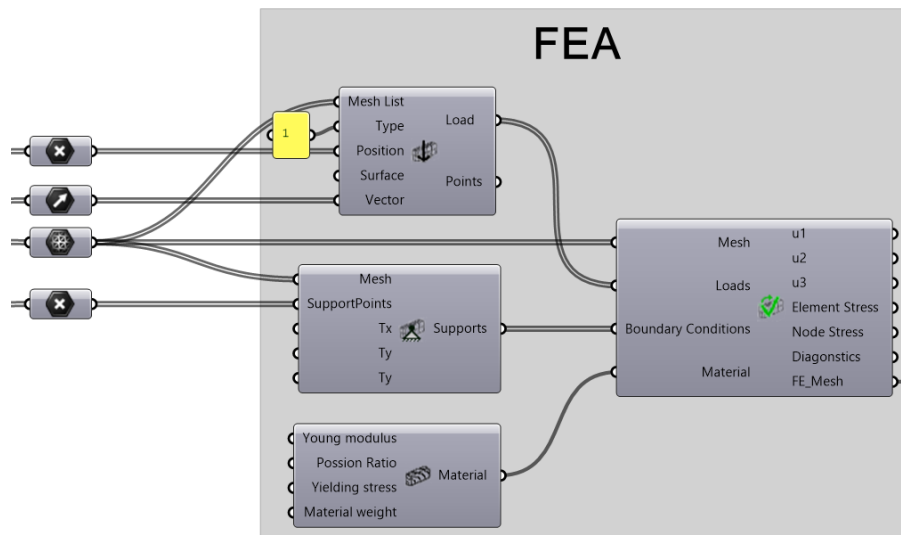 FEA
Mesh List
Type
Position
Surface
Vector
Load
Points
1
Mesh
SupportPoints
Tx
Ty
Ty
Supports
Young modulus
Possion Ratio
Yielding stress
Material weight
Material
Mesh
Loads
Boundary Conditions
Material
u1
u2
u3
Element Stress
Node Stress
Diagonstics
FE_Mesh